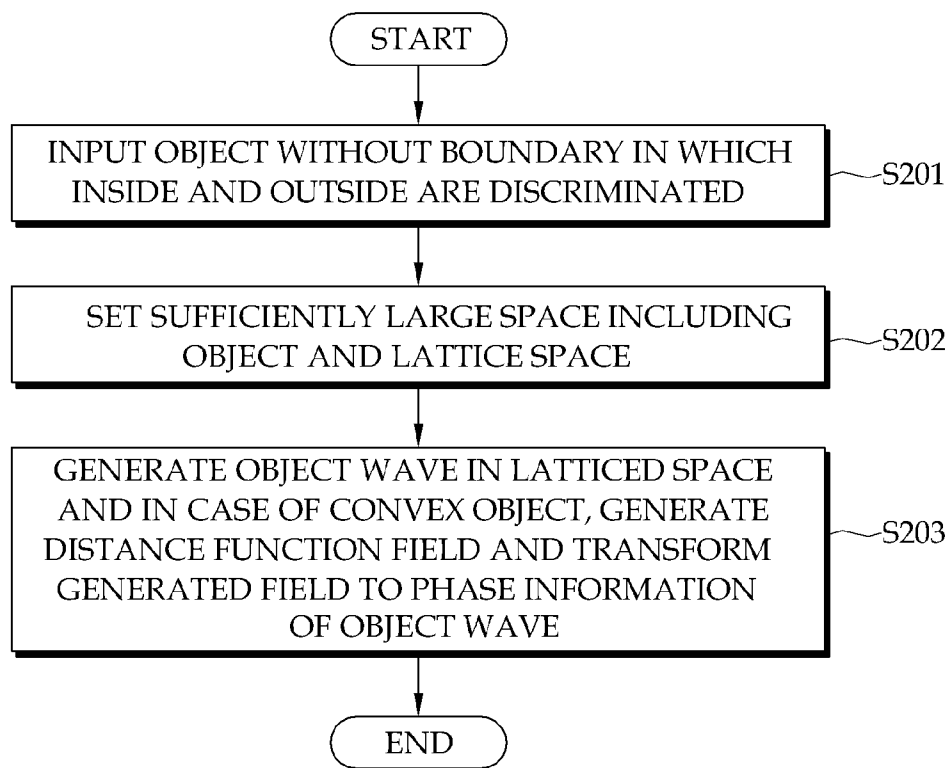 START
INPUT OBJECT WITHOUT BOUNDARY IN WHICH
INSIDE AND OUTSIDE ARE DISCRIMINATED
S201
SET SUFFICIENTLY LARGE SPACE INCLUDING
OBJECT AND LATTICE SPACE
S202
GENERATE OBJECT WAVE IN LATTICED SPACE
AND IN CASE OF CONVEX OBJECT, GENERATE
DISTANCE FUNCTION FIELD AND TRANSFORM
GENERATED FIELD TO PHASE INFORMATION
OF OBJECT WAVE
S203
END